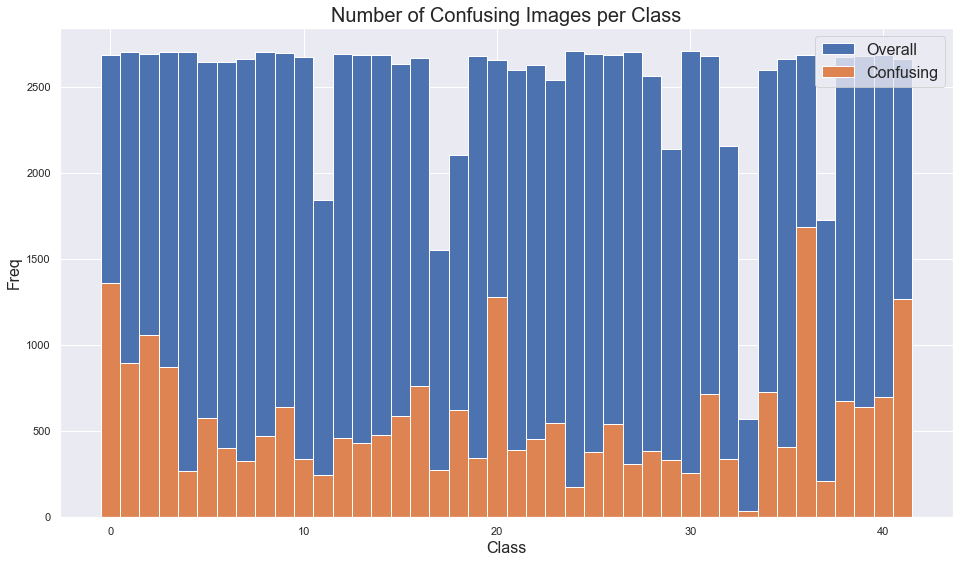 Number of Confusing Images per Class
Overall
Confusing
Freq
2500
2000
1500
1000
500
0
0 10 20 30 40
Class